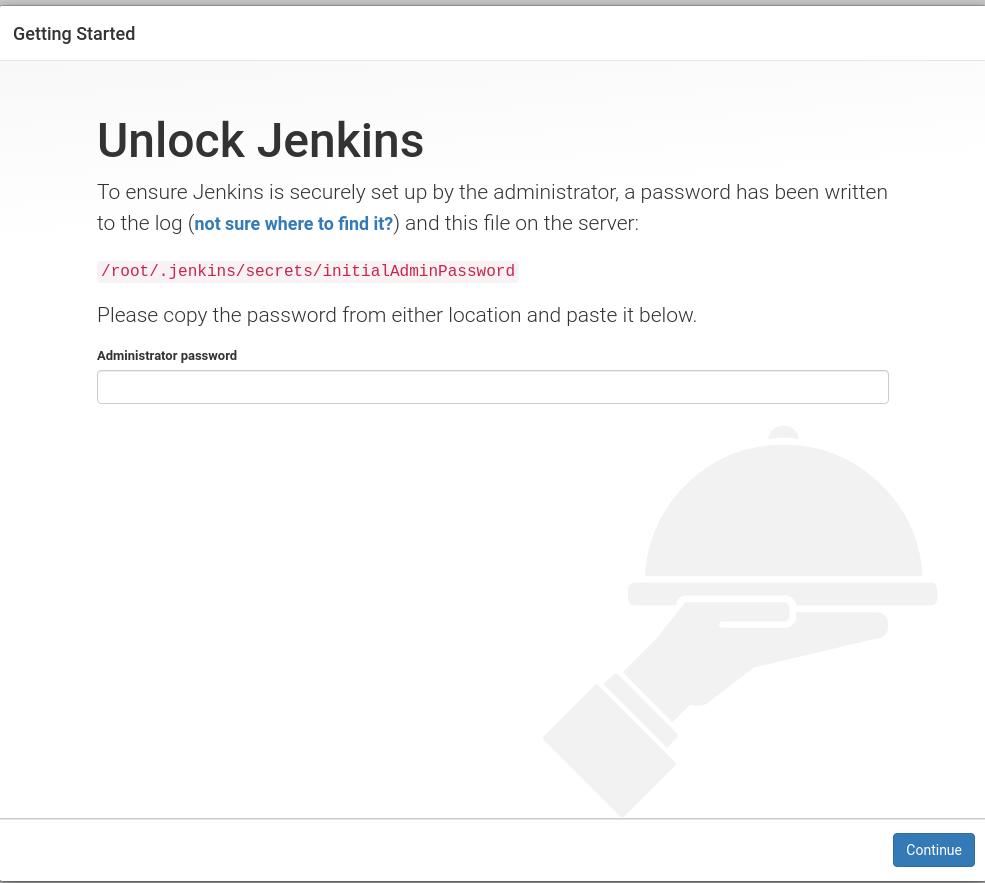 Getting Started
Unlock Jenkins
To ensure Jenkins is securely set up by the administrator, a password has been written
to the log (not sure where to find it?) and this file on the server:
/root/.jenkins/secrets/initialAdminPassword
Please copy the password from either location and paste it below.
Administrator password
Continue